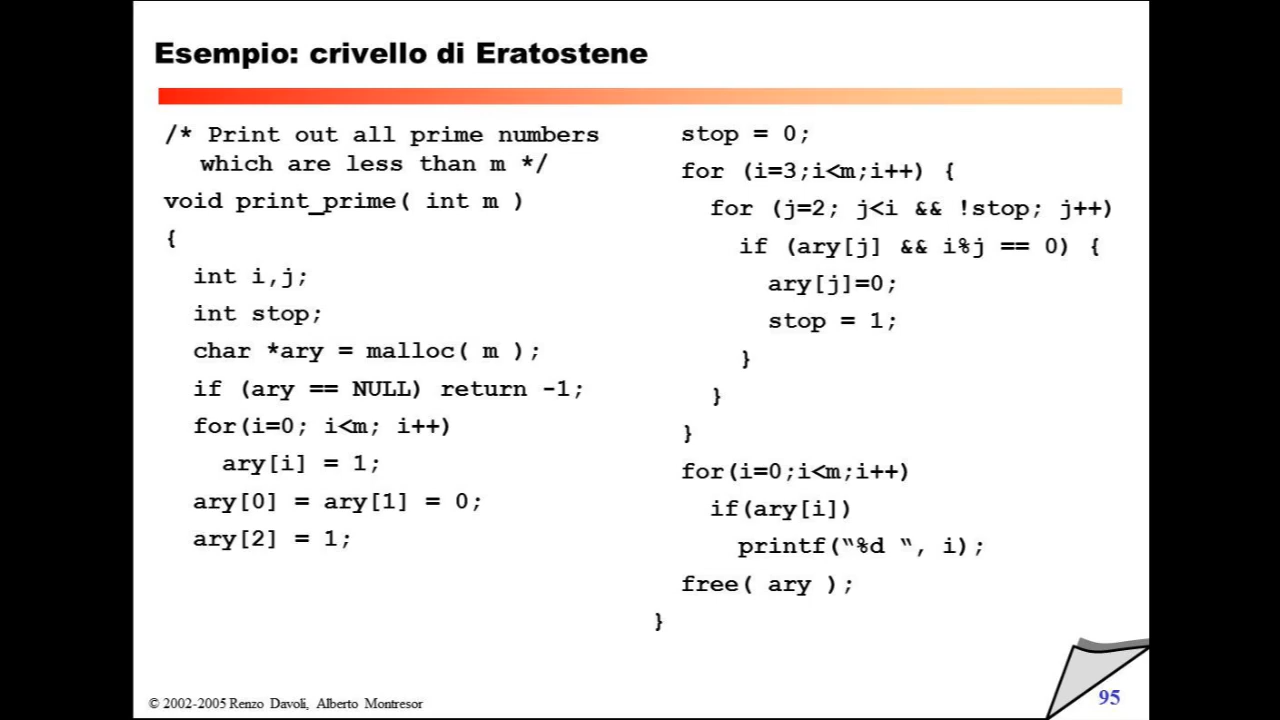 Esempio: crivello di Eratostene
/* Print out all prime numbers
which are less than m */
void print_prime( int m )
{
int i,j;
int stop;
char *ary = malloc( m );
if (ary == NULL) return -1;
for(i=0; i<m; i++)
ary[i] = 1;
ary[0] = ary[1] = 0;
ary[2] = 1;
stop = 0;
for (i=3;i<m;i++) {
for (j=2; j<i && !stop; j++)
if (ary[j] && i%j == 0) {
ary[j]=0;
stop = 1;
}
}
}
for(i=0;i<m;i++)
if(ary[i])
printf(“%d “, i);
free( ary );
}
© 2002-2005 Renzo Davoli, Alberto Montresor
95